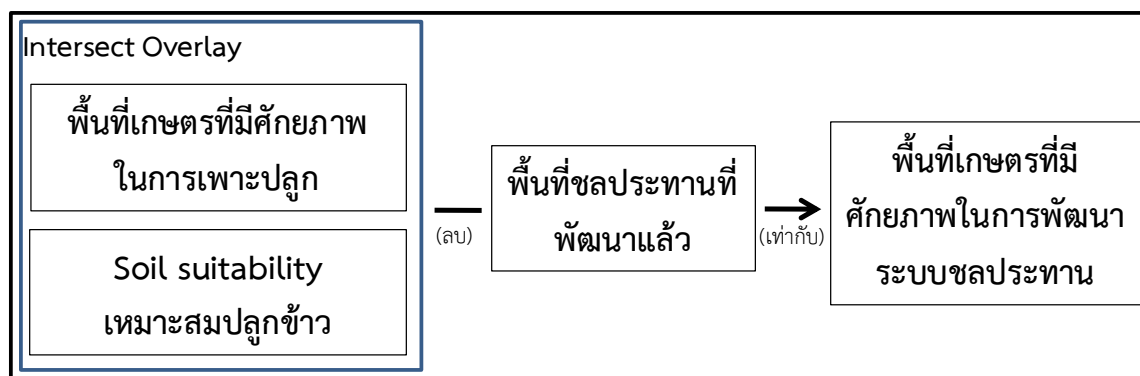 Intersect Overlay
พื้นที่เกษตรที่มีศักยภาพ
ในการเพาะปลูก
Soil suitability
เหมาะสมปลูกข้าว
(ลบ)
พื้นที่ชลประทานที่
พัฒนาแล้ว
(เท่ากับ)
พื้นที่เกษตรที่มี
ศักยภาพในการพัฒนา
ระบบชลประทาน